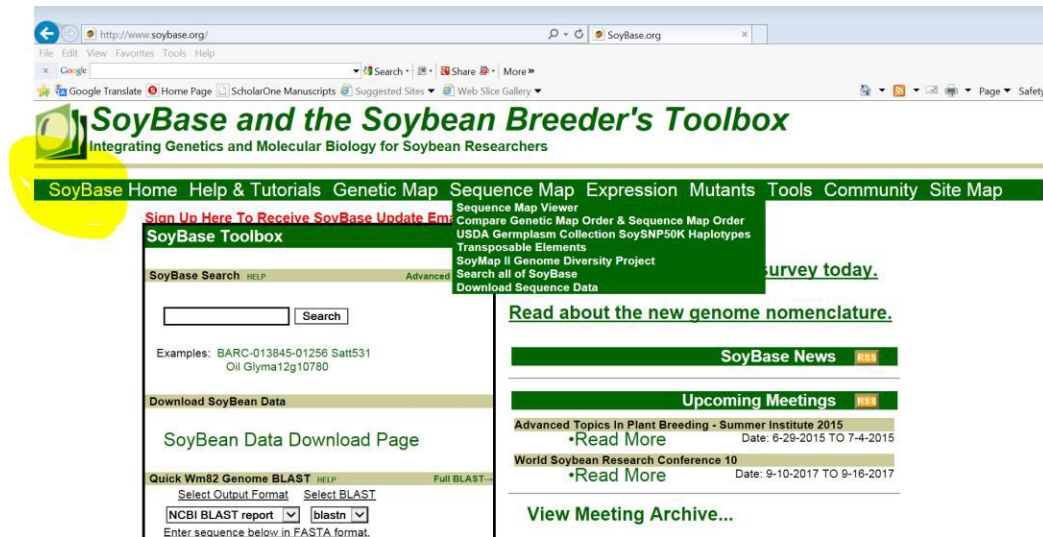 http://www.soybase.org/
SoyBase.org
File Edit View Favorites Tools Help
x Google Search Share More »
Google Translate Home Page ScholarOne Manuscripts Suggested Sites Web Slice Gallery Page Safety
SoyBase and the Soybean Breeder's Toolbox
Integrating Genetics and Molecular Biology for Soybean Researchers
SoyBase Home Help & Tutorials Genetic Map Sequence Map Expression Mutants Tools Community Site Map
Sequence Map Viewer
Compare Genetic Map Order & Sequence Map Order
USDA Germplasm Collection SoySNP50K Haplotypes
Transposable Elements
SoyMap II Genome Diversity Project
Search all of SoyBase
Download Sequence Data
Sign Up Here To Receive SoyBase Update
SoyBase Toolbox
SoyBase Search HELP Advanced
Search
Examples: BARC-013845-01256 Satt531
Oil Glyma12g10780
Download SoyBean Data
SoyBean Data Download Page
Quick Wm82 Genome BLAST HELP Full BLAST→
Select Output Format Select BLAST
NCBI BLAST report blastn
Enter sequence below in FASTA format.
survey today.
Read about the new genome nomenclature.
SoyBase News RSS
Upcoming Meetings RSS
Advanced Topics In Plant Breeding - Summer Institute 2015
•Read More Date: 6-29-2015 TO 7-4-2015
World Soybean Research Conference 10
•Read More Date: 9-10-2017 TO 9-16-2017
View Meeting Archive...